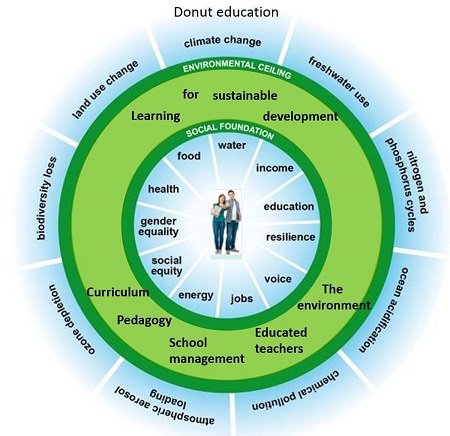 Donut education
climate change
freshwater use
nitrogen and
phosphorus cycles
ocean acidification
chemical pollution
atmospheric aerosol
loading
ozone depletion
biodiversity loss
land use change
ENVIRONMENTAL CEILING
Learning for sustainable development
SOCIAL FOUNDATION
water
income
education
resilience
voice
jobs
energy
social
equity
gender
equality
health
food
Curriculum
Pedagogy
School
management
Educated
teachers
The
environment